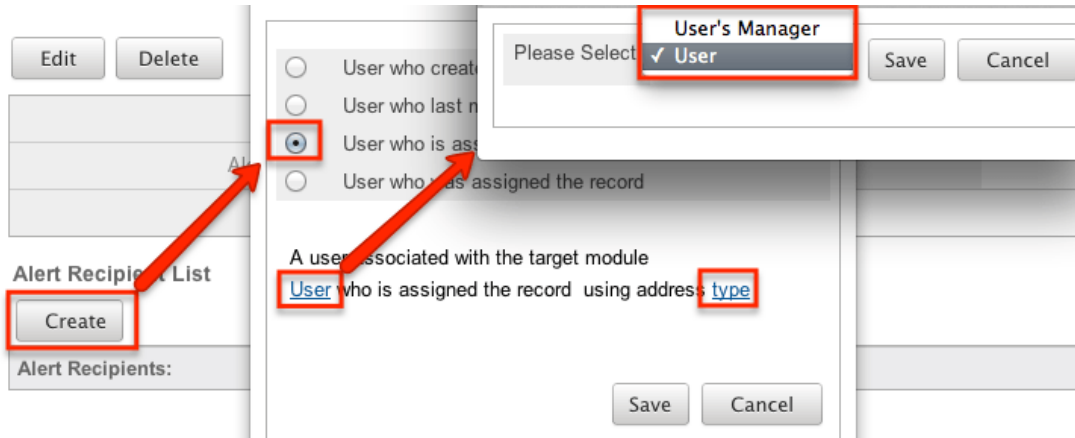 Edit Delete
User who create
User who last
User who is ass
User who was assigned the record
A user associated with the target module
User who is assigned the record using address type
Save Cancel
User's Manager
Please Select ✓ User Save Cancel
Alert Recipient List
Create
Alert Recipients: